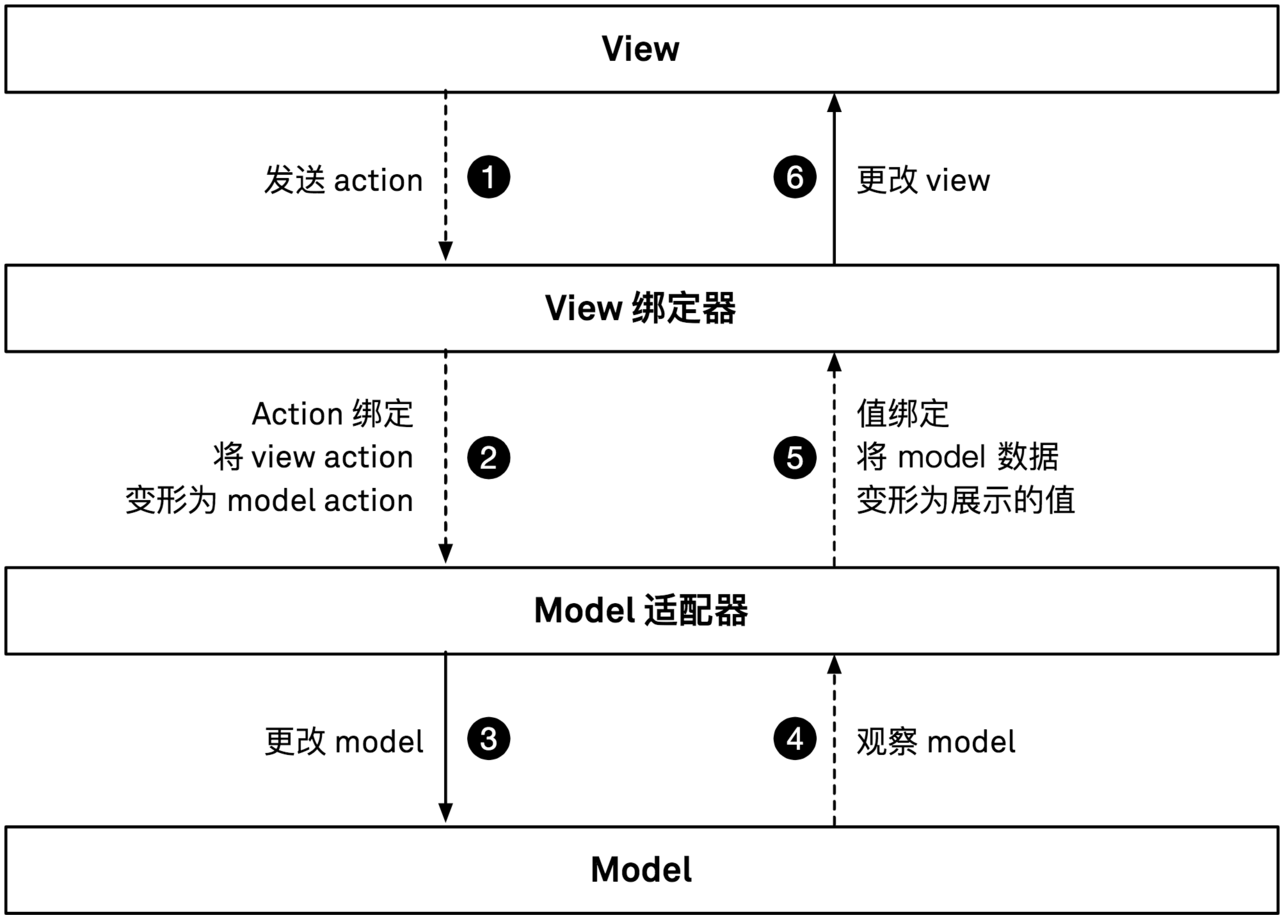 View
发送 action
1
6
更改 view
View 绑定器
Action 绑定
将 view action
变形为 model action
2
5
值绑定
将 model 数据
变形为展示的值
Model 适配器
更改 model
3
4
观察 model
Model